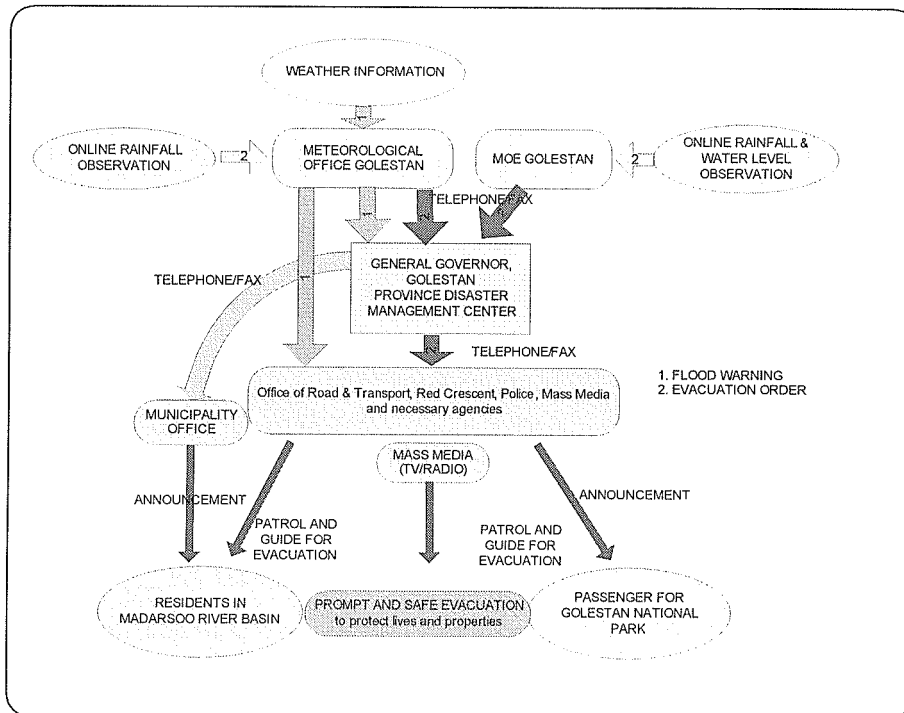 WEATHER INFORMATION
1
ONLINE RAINFALL
OBSERVATION
2
METEOROLOGICAL
OFFICE GOLESTAN
MOE GOLESTAN
2
ONLINE RAINFALL &
WATER LEVEL
OBSERVATION
TELEPHONE/FAX
1
2
1
GENERAL GOVERNOR,
GOLESTAN
PROVINCE DISASTER
MANAGEMENT CENTER
TELEPHONE/FAX
2
TELEPHONE/FAX
1. FLOOD WARNING
2. EVACUATION ORDER
Office of Road & Transport, Red Crescent, Police, Mass Media
and necessary agencies
MUNICIPALITY
OFFICE
MASS MEDIA
(TV/RADIO)
ANNOUNCEMENT
ANNOUNCEMENT
PATROL AND
GUIDE FOR
EVACUATION
PATROL AND
GUIDE FOR
EVACUATION
RESIDENTS IN
MADARSOO RIVER BASIN
PROMPT AND SAFE EVACUATION
to protect lives and properties
PASSENGER FOR
GOLESTAN NATIONAL
PARK